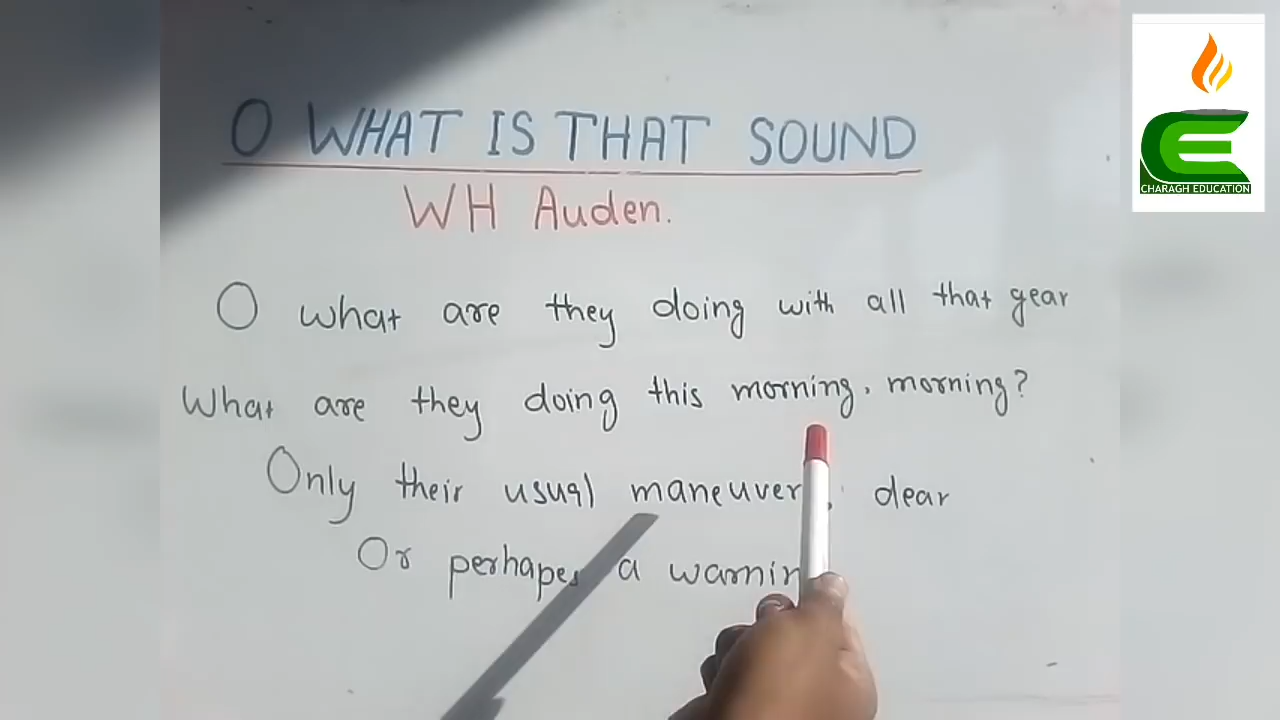 O WHAT IS THAT SOUND
WH Auden.
O what are they doing with all that gear
What are they doing this morning, morning?
Only their usual maneuver, dear
Or perhapes a warnin
CHARAGH EDUCATION